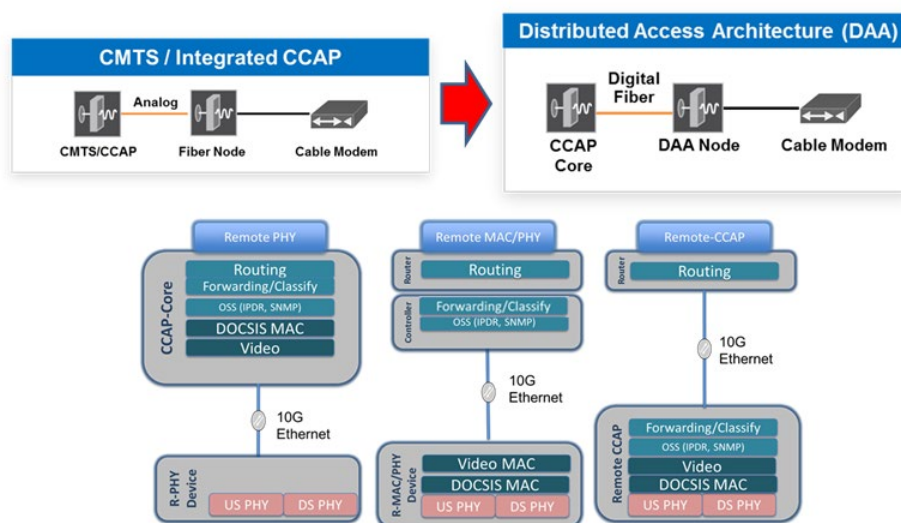 CMTS / Integrated CCAP
Analog
CMTS/CCAP
Fiber Node
Cable Modem
Distributed Access Architecture (DAA)
Digital
Fiber
CCAP
Core
DAA Node
Cable Modem
Remote PHY
CCAP-Core
Routing
Forwarding/Classify
OSS (IPDR, SNMP)
DOCSIS MAC
Video
10G
Ethernet
R-PHY
Device
US PHY
DS PHY
Remote MAC/PHY
Router
Routing
Controller
Forwarding/Classify
OSS (IPDR, SNMP)
10G
Ethernet
R-MAC/PHY
Device
Video MAC
DOCSIS MAC
US PHY
DS PHY
Remote-CCAP
Router
Routing
10G
Ethernet
Remote CCAP
Forwarding/Classify
OSS (IPDR, SNMP)
Video
DOCSIS MAC
US PHY
DS PHY